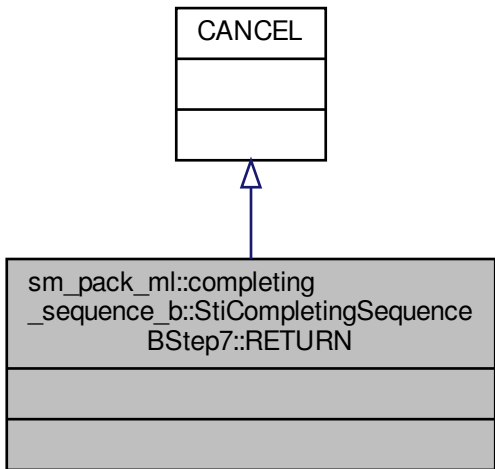 CANCEL
sm_pack_ml::completing
_sequence_b::StiCompletingSequence
BStep7::RETURN